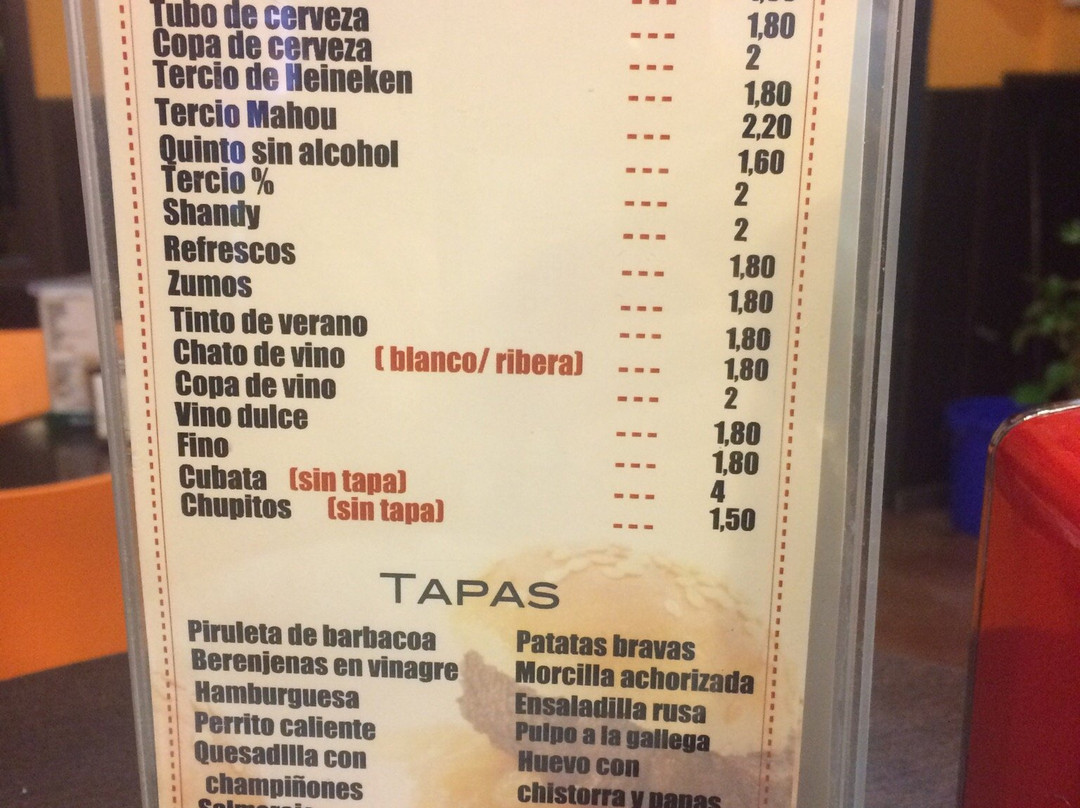 Tubo de cerveza --- 1,80
Copa de cerveza --- 2
Tercio de Heineken --- 1,80
Tercio Mahou --- 2,20
Quinto sin alcohol --- 1,60
Tercio % --- 2
Shandy --- 2
Refrescos --- 1,80
Zumos --- 1,80
Tinto de verano --- 1,80
Chato de vino ( blanco/ ribera) --- 1,80
Copa de vino --- 2
Vino dulce --- 1,80
Fino --- 1,80
Cubata (sin tapa) --- 4
Chupitos (sin tapa) --- 1,50
TAPAS
Piruleta de barbacoa
Berenjenas en vinagre
Hamburguesa
Perrito caliente
QuesadIlla con
champiñones
Patatas bravas
Morcilla achorizada
Ensaladilla rusa
Pulpo a la gallega
Huevo con
chistorra y papas